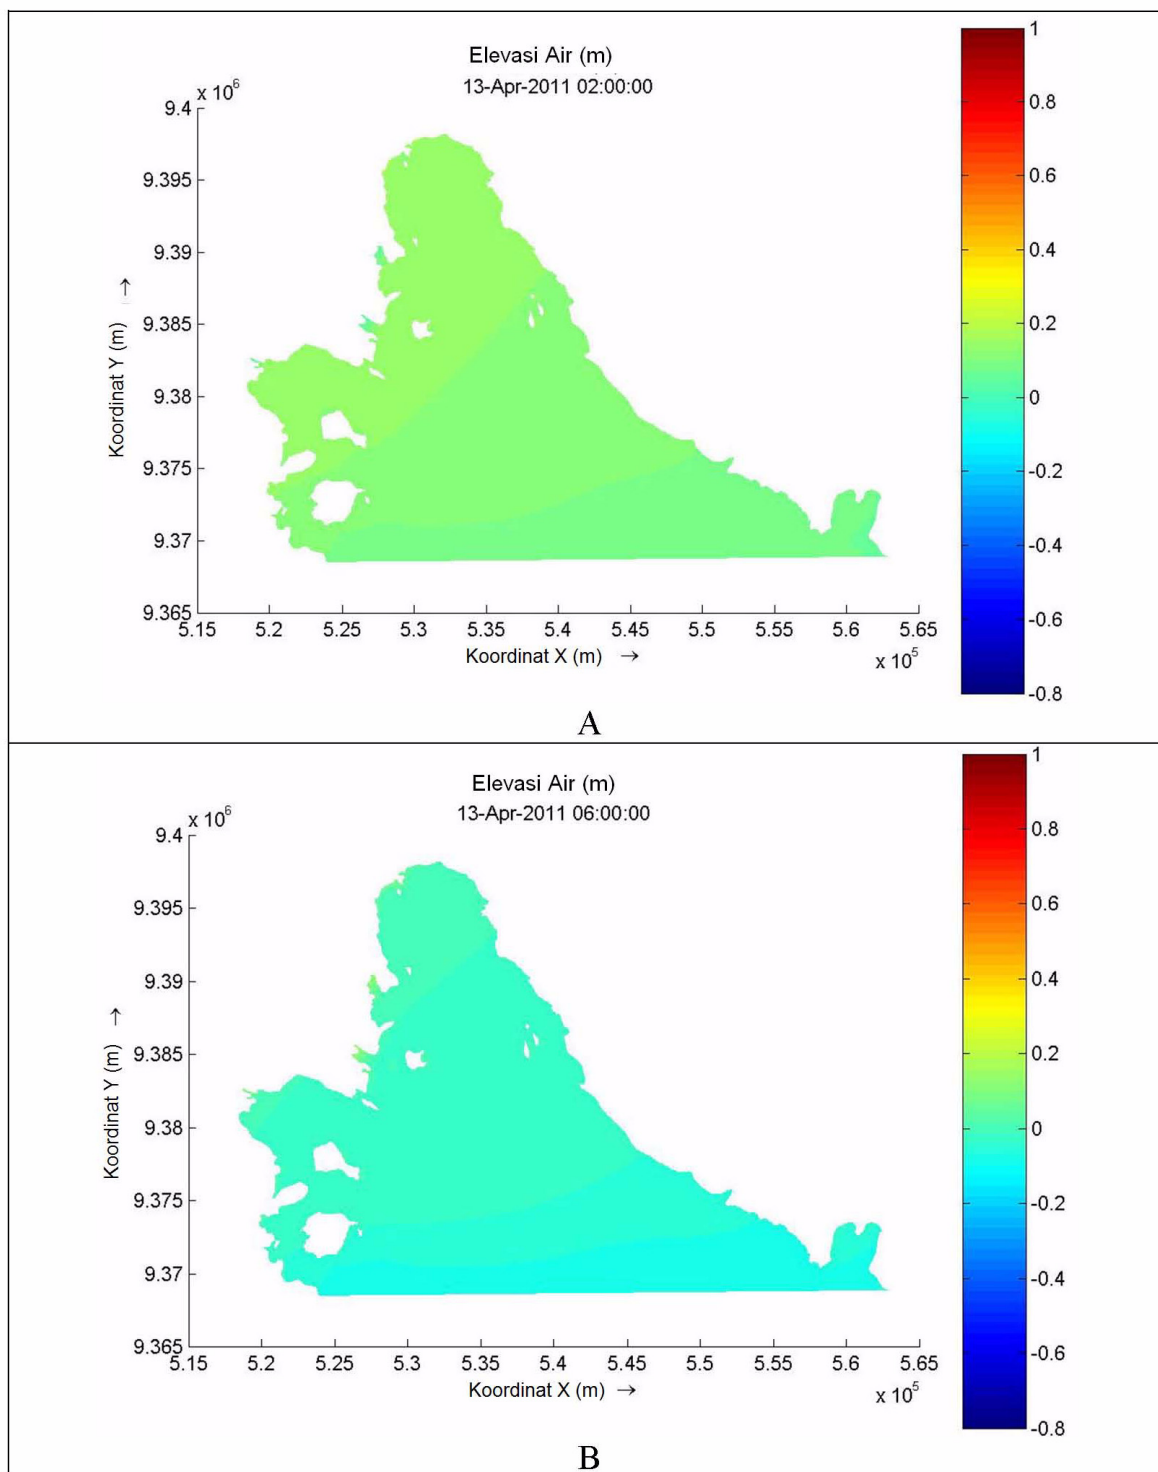 Elevasi Air (m)
13-Apr-2011 02:00:00
x 10^6
9.4
9.395
9.39
9.385
9.38
9.375
9.37
9.365
Koordinat Y (m) →
5.15 5.2 5.25 5.3 5.35 5.4 5.45 5.5 5.55 5.6 5.65
Koordinat X (m) →
x 10^5
1
0.8
0.6
0.4
0.2
0
-0.2
-0.4
-0.6
-0.8
A
Elevasi Air (m)
13-Apr-2011 06:00:00
x 10^6
9.4
9.395
9.39
9.385
9.38
9.375
9.37
9.365
Koordinat Y (m) →
5.15 5.2 5.25 5.3 5.35 5.4 5.45 5.5 5.55 5.6 5.65
Koordinat X (m) →
x 10^5
1
0.8
0.6
0.4
0.2
0
-0.2
-0.4
-0.6
-0.8
B